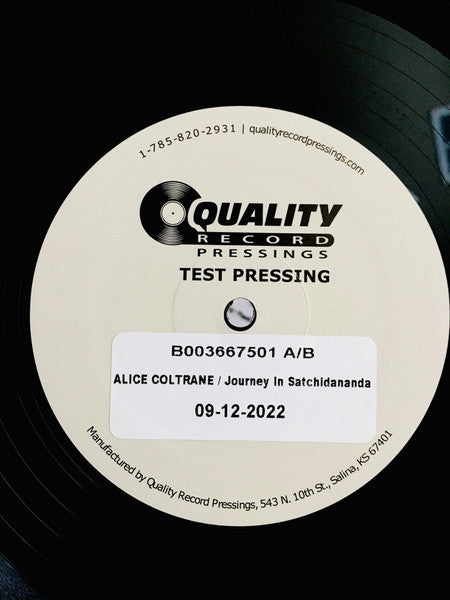 1-785-820-2931 | qualityrecordpressings.com
QUALITY
RECORD
PRESSINGS
TEST PRESSING
B003667501 A/B
ALICE COLTRANE / Journey In Satchidananda
09-12-2022
Manufactured by Quality Record Pressings, 543 N. 10th St., Salina, KS 67401